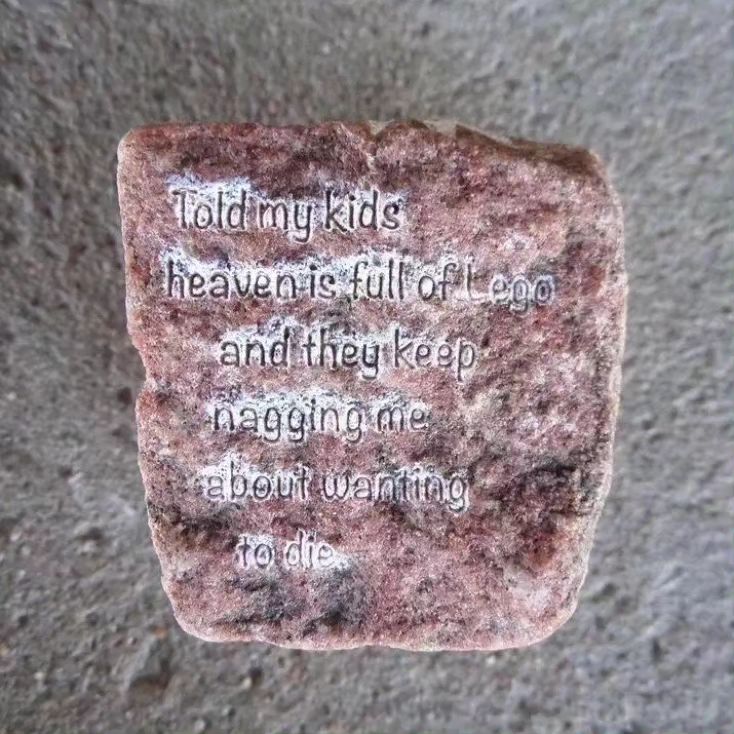 Told my kids
heaven is full of Lego
and they keep
nagging me
about wanting
to die